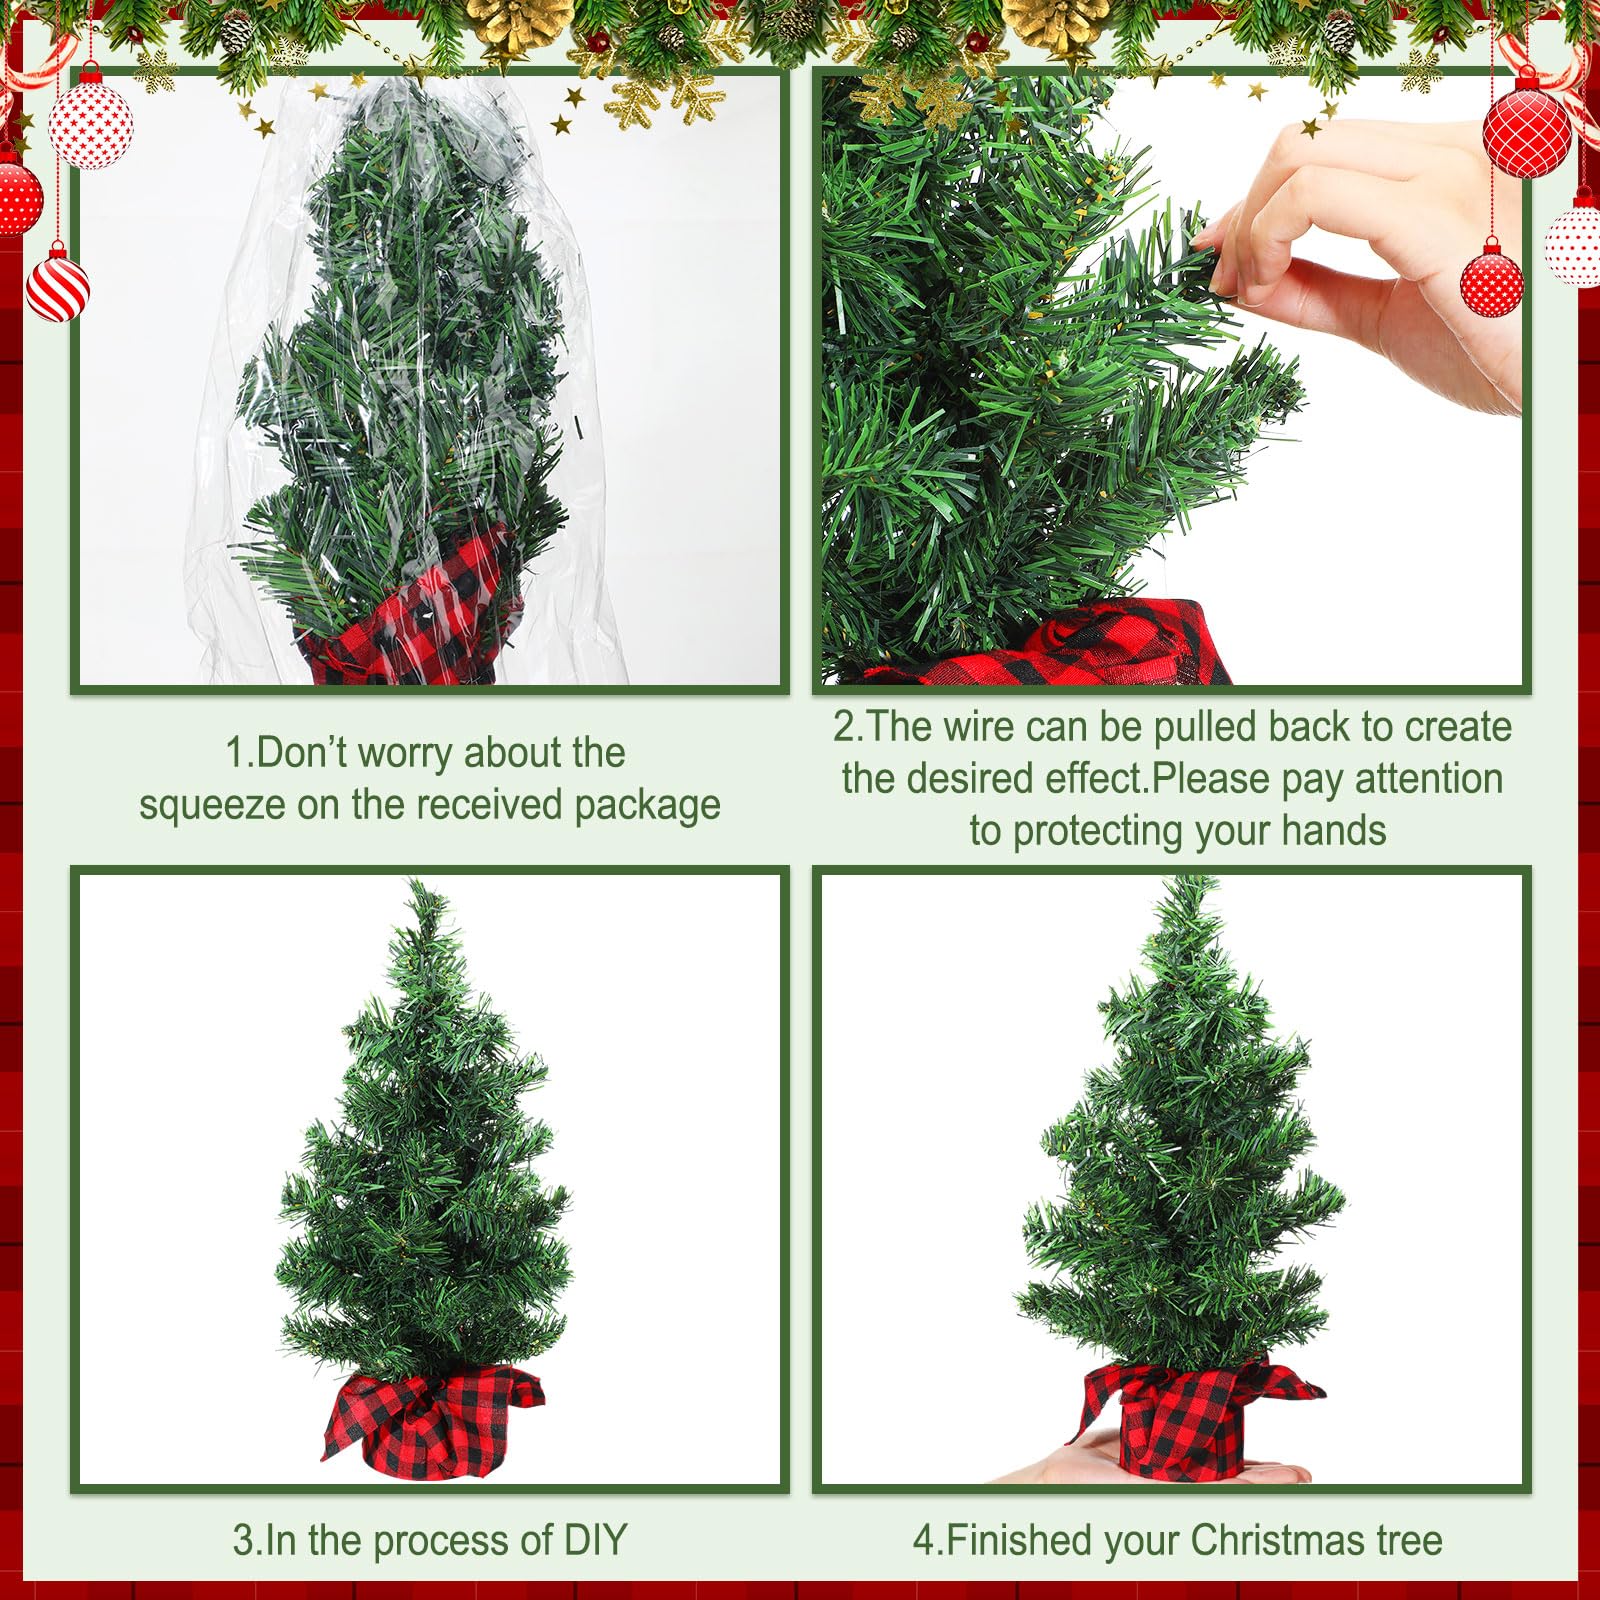 1.Don’t worry about the
squeeze on the received package
2.The wire can be pulled back to create
the desired effect.Please pay attention
to protecting your hands
3.In the process of DIY
4.Finished your Christmas tree